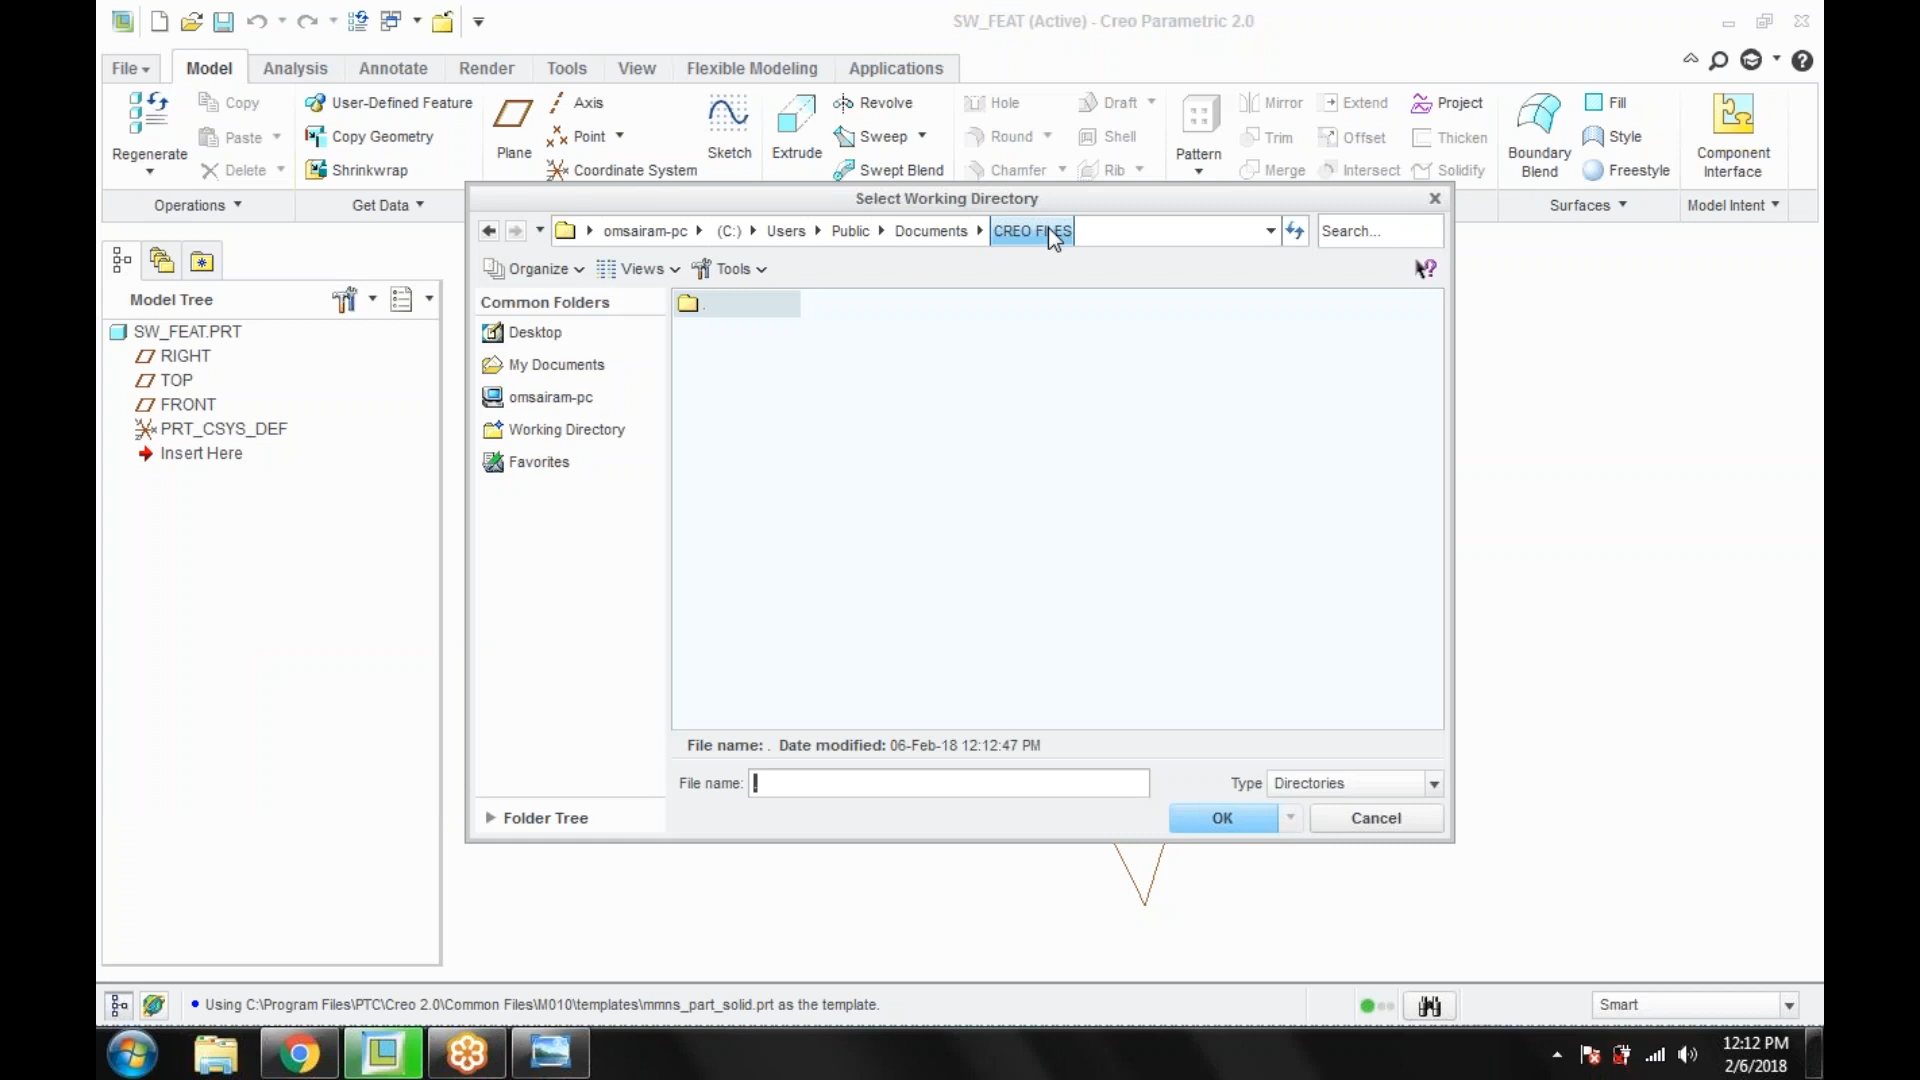 SW_FEAT (Active) - Creo Parametric 2.0
File Model Analysis Annotate Render Tools View Flexible Modeling Applications
Regenerate
Copy
Paste
Delete
User-Defined Feature
Copy Geometry
Shrinkwrap
Plane
Axis
Point
Coordinate System
Sketch
Extrude
Revolve
Sweep
Swept Blend
Hole
Round
Chamfer
Draft
Shell
Rib
Pattern
Mirror
Trim
Merge
Extend
Offset
Intersect
Project
Thicken
Solidify
Boundary
Blend
Fill
Style
Freestyle
Component
Interface
Operations Get Data Surfaces Model Intent
Select Working Directory
omsairam-pc (C:) Users Public Documents CREO FILES
Search...
Organize Views Tools
Common Folders
Desktop
My Documents
omsairam-pc
Working Directory
Favorites
Folder Tree
.
File name: . Date modified: 06-Feb-18 12:12:47 PM
File name:
Type Directories
OK Cancel
Model Tree
SW_FEAT.PRT
RIGHT
TOP
FRONT
PRT_CSYS_DEF
Insert Here
• Using C:\Program Files\PTC\Creo 2.0\Common Files\M010\templates\mmns_part_solid.prt as the template.
Smart
12:12 PM
2/6/2018